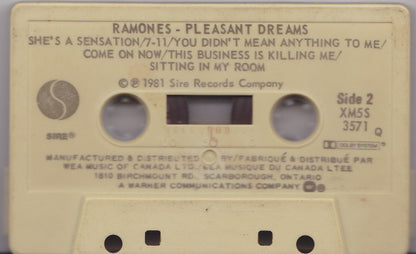 RAMONES - PLEASANT DREAMS
SHE'S A SENSATION/7-11/YOU DIDN'T MEAN ANYTHING TO ME/
COME ON NOW/THIS BUSINESS IS KILLING ME/
SITTING IN MY ROOM
© ℗ 1981 Sire Records Company
Side 2
XM5S
3571 Q
SIRE®
DOLBY SYSTEM
MANUFACTURED & DISTRIBUTED BY/FABRIQUÉ & DISTRIBUÉ PAR
WEA MUSIC OF CANADA LTD./WEA MUSIQUE DU CANADA LTEE
1810 BIRCHMOUNT RD., SCARBOROUGH, ONTARIO
A WARNER COMMUNICATIONS COMPANY